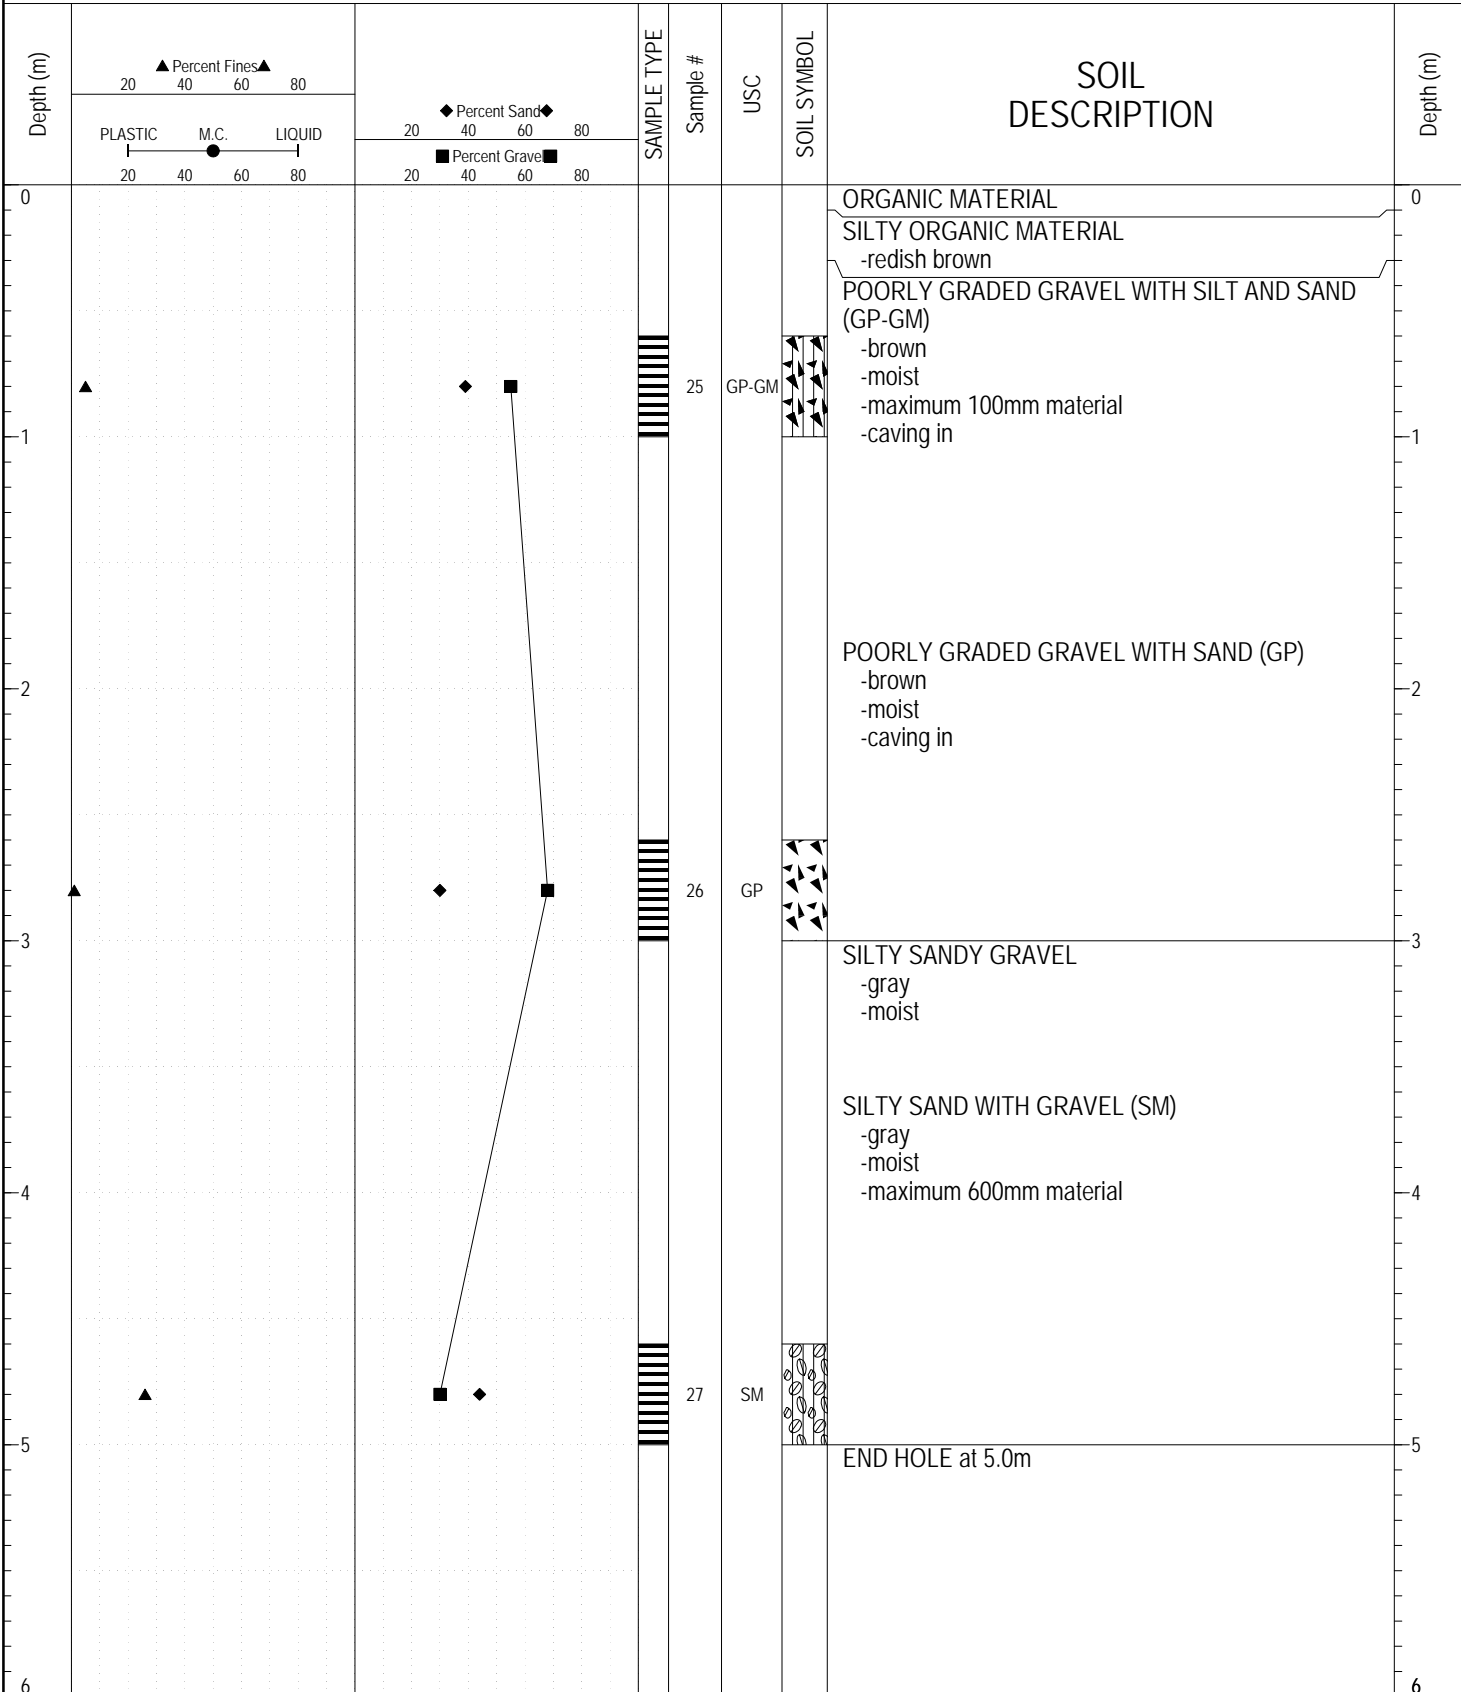 Depth (m)
▲ Percent Fines ▲
20 40 60 80
PLASTIC M.C. LIQUID
20 40 60 80
◆ Percent Sand ◆
20 40 60 80
■ Percent Gravel ■
20 40 60 80
SAMPLE TYPE
Sample #
USC
SOIL SYMBOL
SOIL
DESCRIPTION
Depth (m)
0
ORGANIC MATERIAL
0
SILTY ORGANIC MATERIAL
-redish brown
POORLY GRADED GRAVEL WITH SILT AND SAND
(GP-GM)
-brown
-moist
25 GP-GM
-maximum 100mm material
-caving in
1 1
POORLY GRADED GRAVEL WITH SAND (GP)
-brown
2 2
-moist
-caving in
26 GP
3 3
SILTY SANDY GRAVEL
-gray
-moist
SILTY SAND WITH GRAVEL (SM)
-gray
-moist
-maximum 600mm material
4 4
27 SM
5 5
END HOLE at 5.0m
6 6